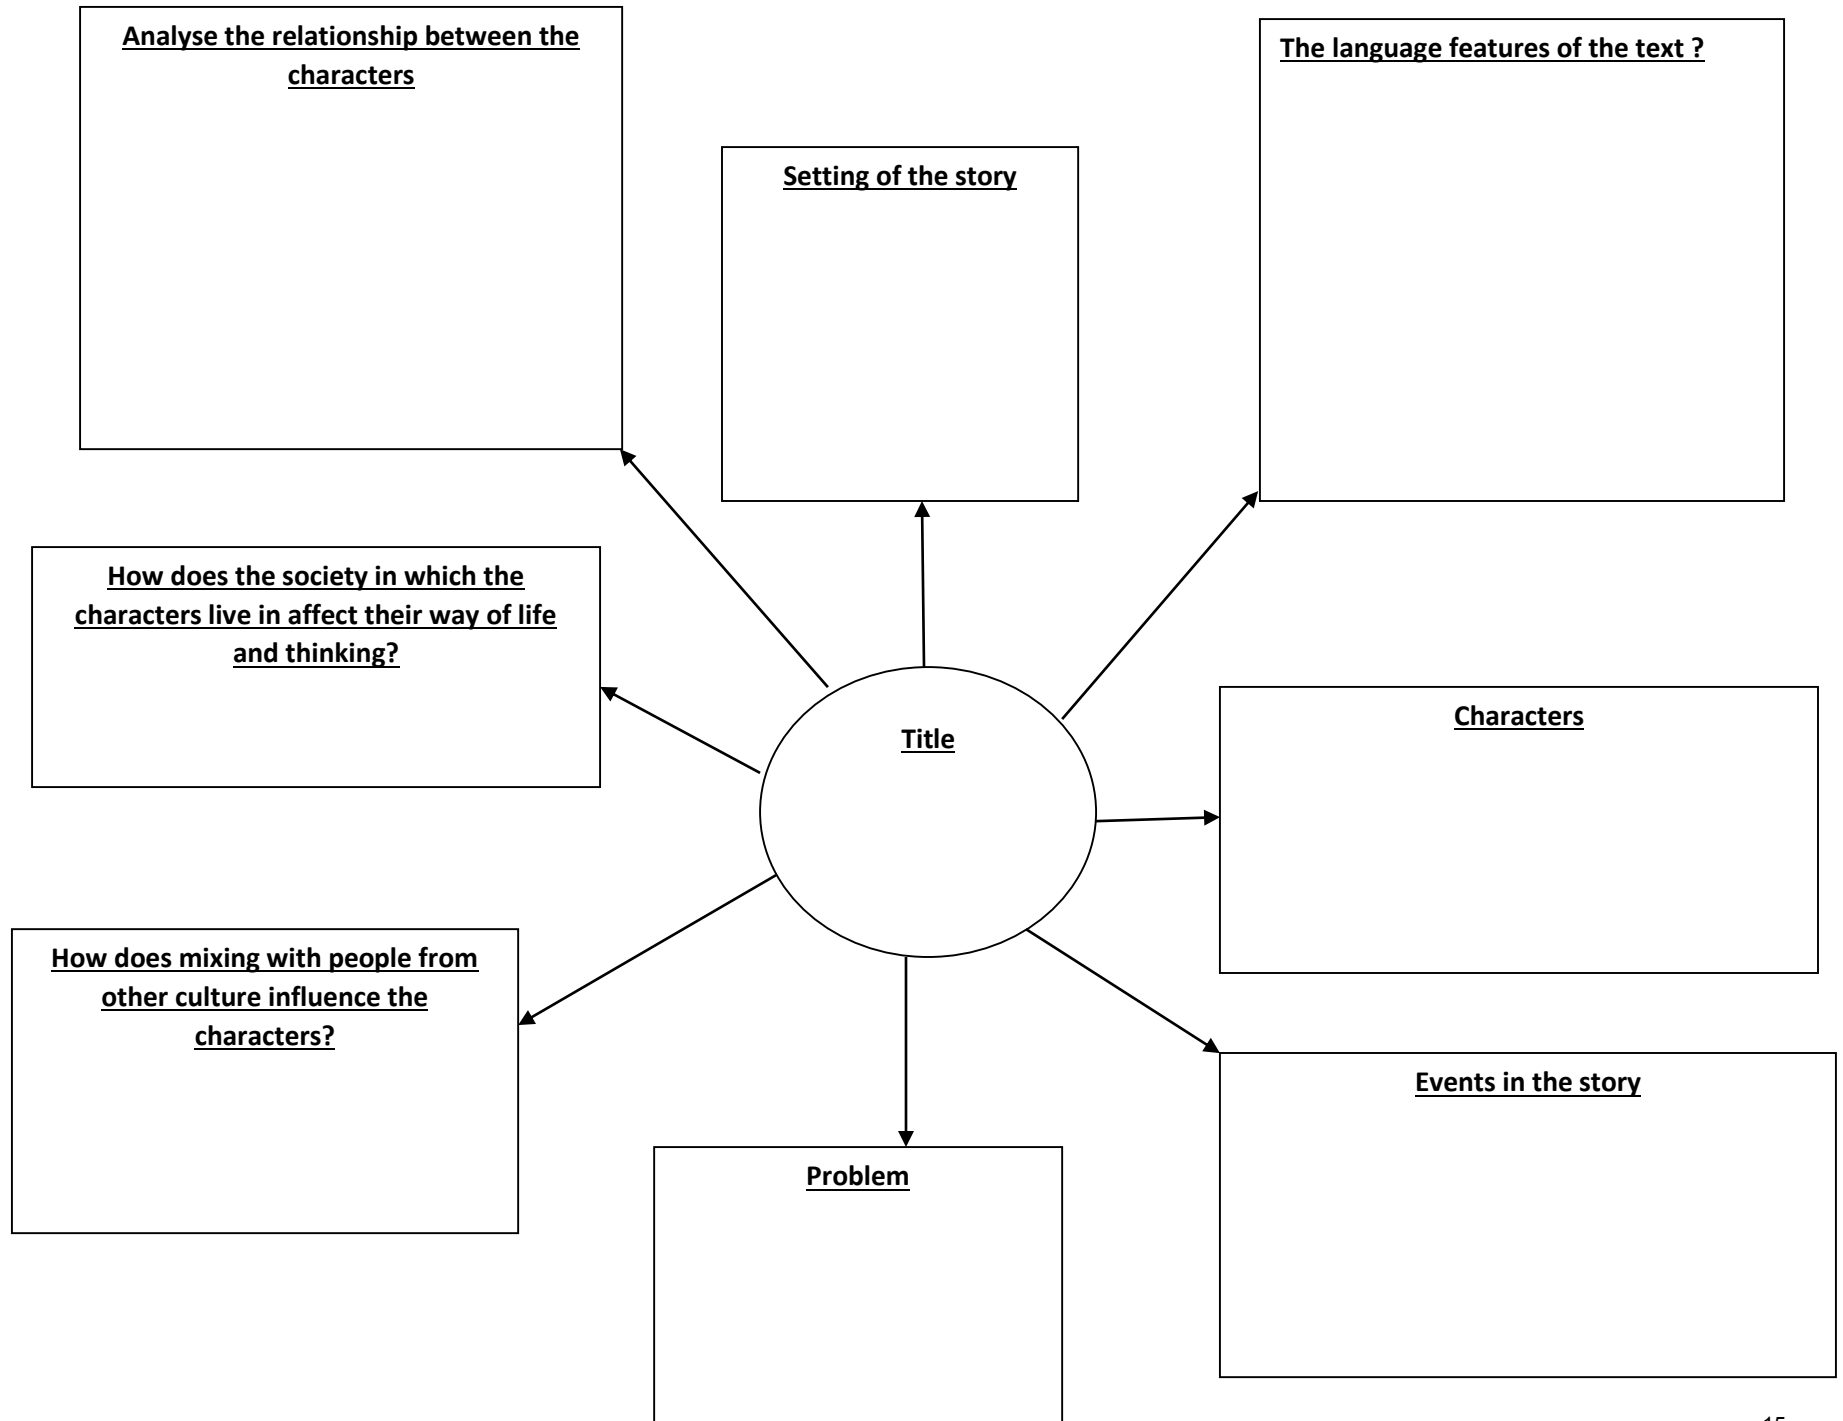 Analyse the relationship between the
characters
The language features of the text ?
Setting of the story
How does the society in which the
characters live in affect their way of life
and thinking?
Title
Characters
How does mixing with people from
other culture influence the
characters?
Events in the story
Problem